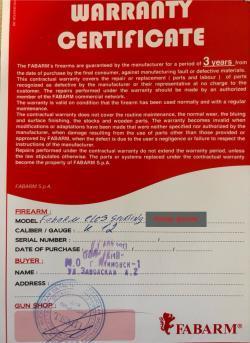 WARRANTY
CERTIFICATE
The FABARM's firearms are guaranteed by the manufacturer for a period of 3 years from
the date of purchase by the final consumer, against manufacturing fault or defective materials.
This contractual warranty covers the repair or replacement ( parts and labour ) of parts
recognised as defective by the manufacturer or their representative at no charge to the
customer. The repairs performed under the warranty should be made by an authorized
member of the FABARM commercial network.
The warranty is valid on condition that the firearm has been used normally and with a regular
maintenance.
The contractual warranty does not cover the routine maintenance, the normal wear, the bluing
and surface finishing, the stocks and wooden parts. The warranty becomes invalid when
modifications or adaptations have been made that were neither specified nor authorised by the
manufacturer, when damage resulting from the use of parts other than those provided or
approved by FABARM, when the defect is due to the user's negligence or failure to respect the
instructions of the manufacturer.
Repairs performed under the contractual warranty do not extend the warranty period, unless
the law stipulates otherwise. The parts or systems replaced under the contractual warranty
become the property of FABARM S.p.A.
FABARM S.p.A.
FIREARM :
MODEL : Fabarm
CALIBER / GAUGE : 12
SERIAL NUMBER :
DATE OF PURCHASE :
BUYER :
NAME :
УЛ. ЗАВОДСКАЯ
ADDRESS :
GUN SHOP :
FABARM®